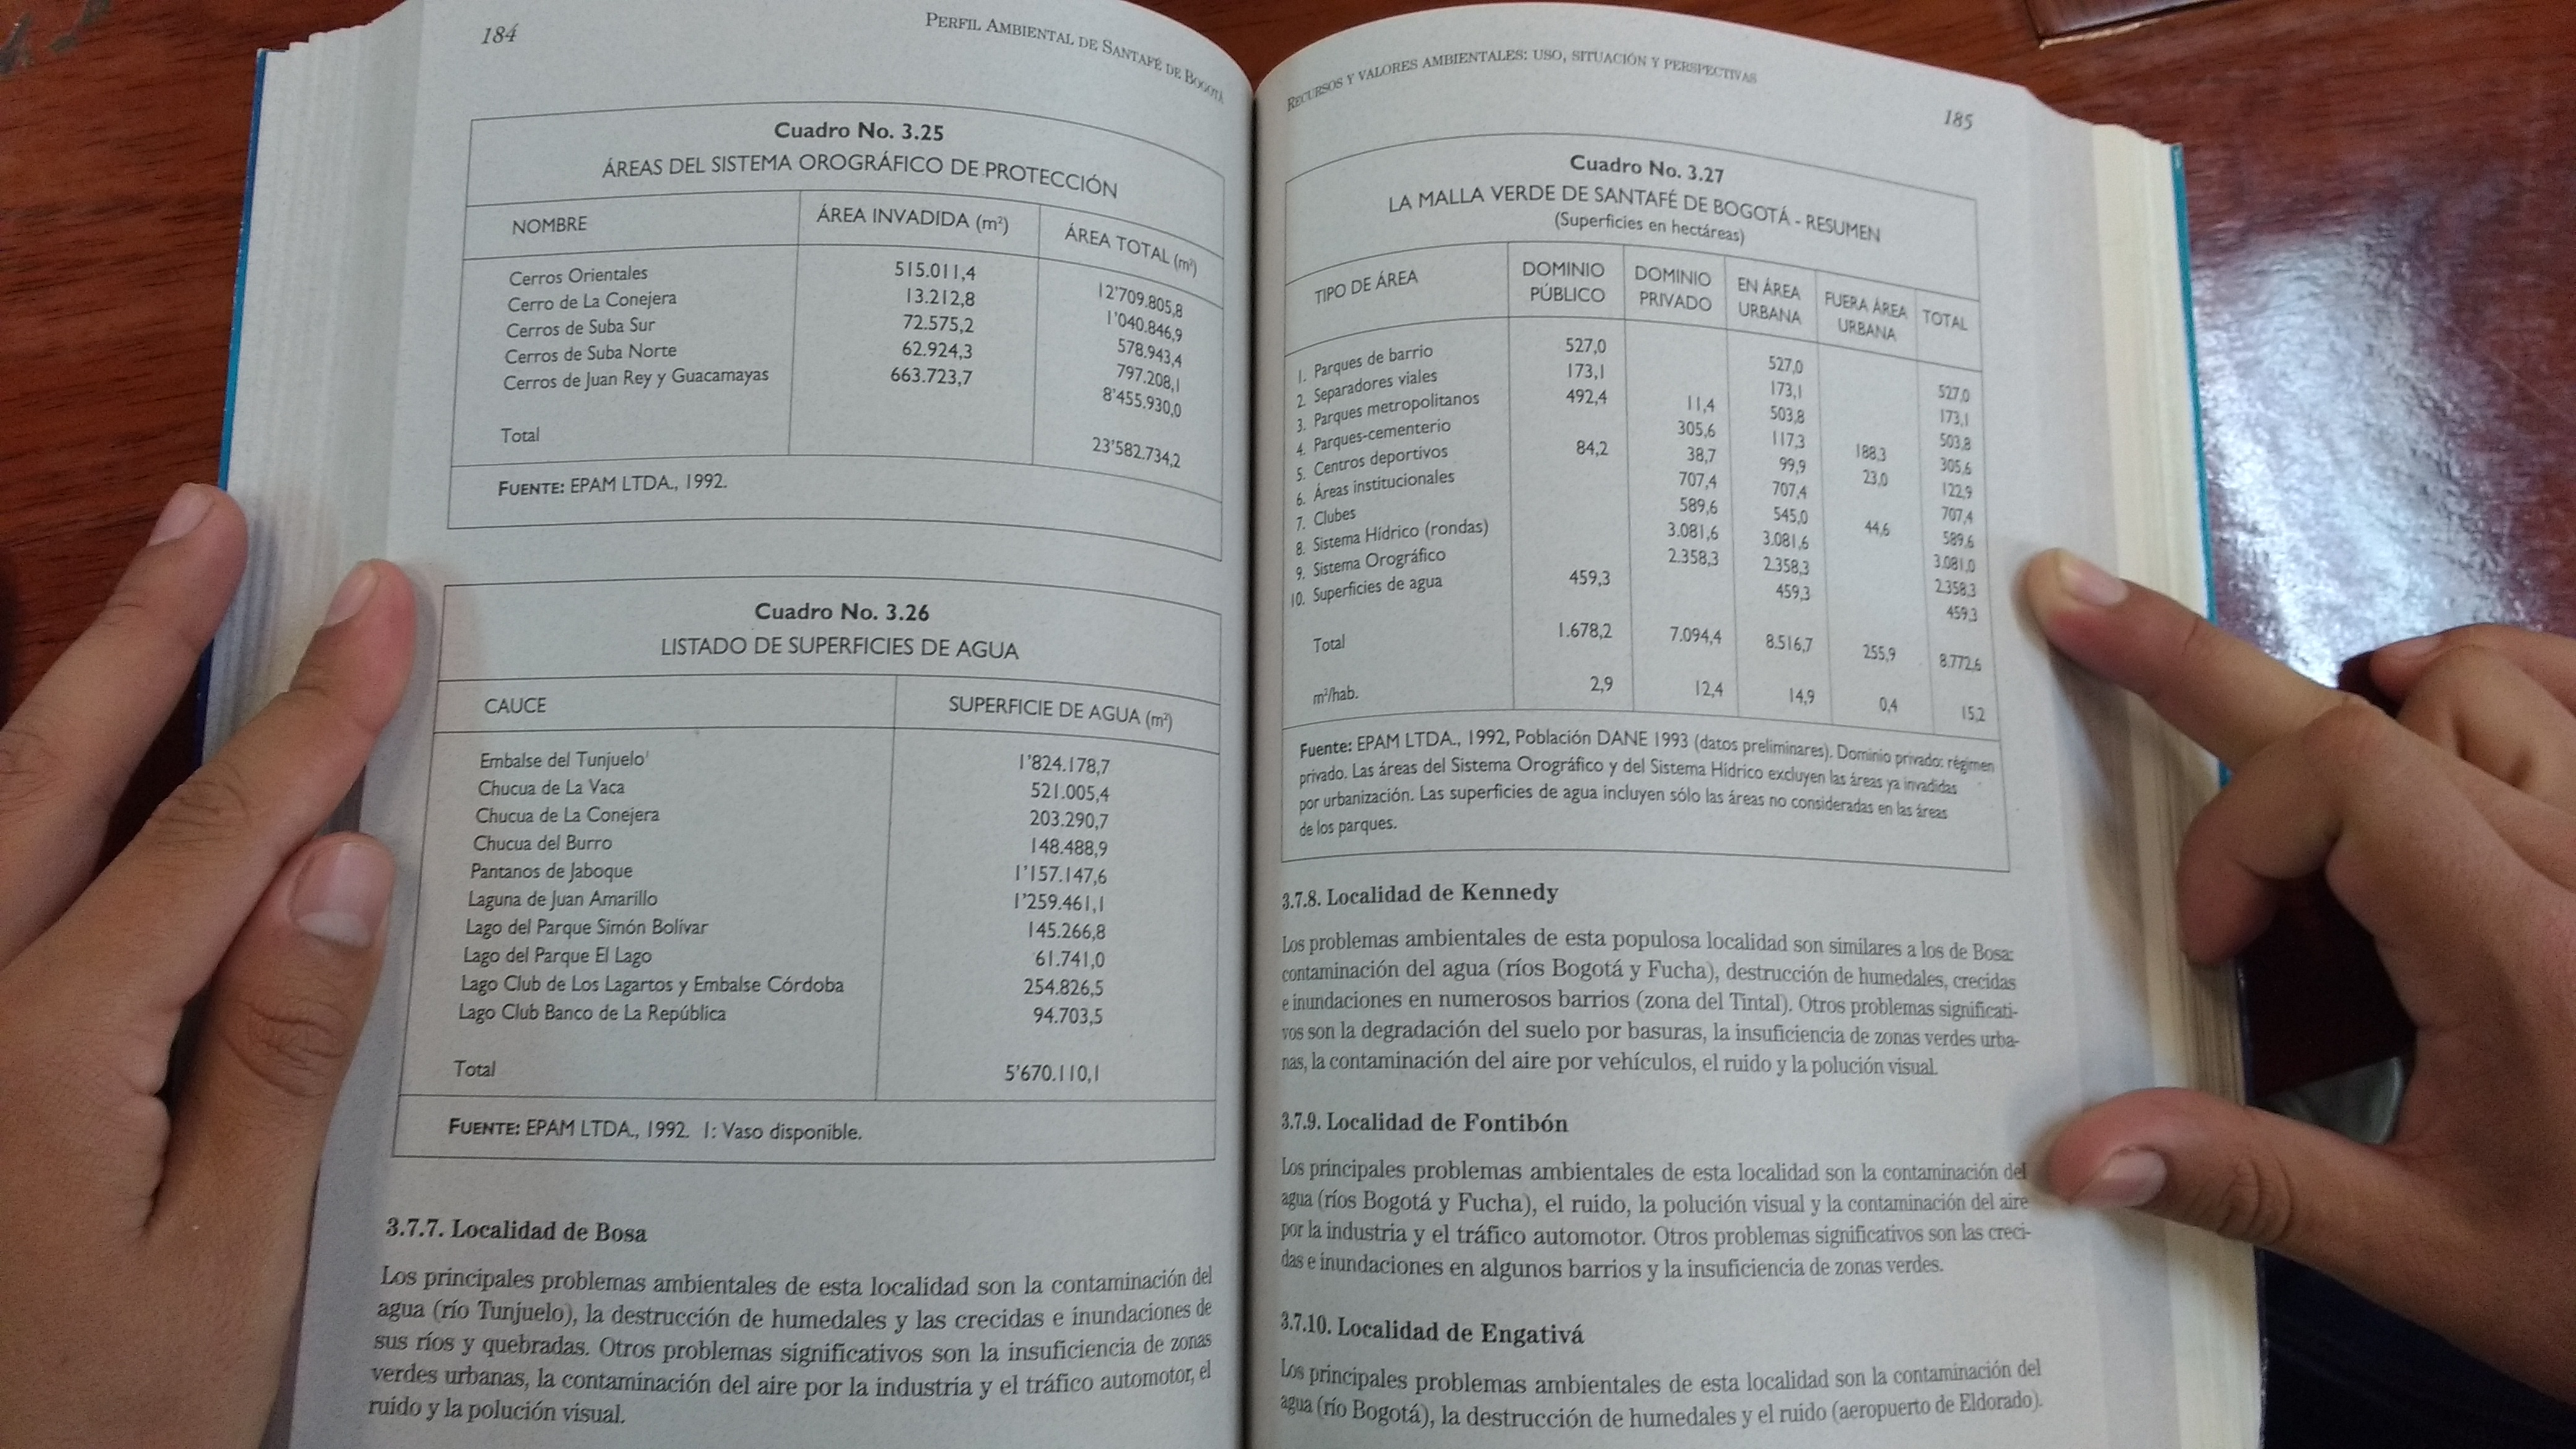 184
PERFIL AMBIENTAL DE SANTAFÉ DE BOGOTÁ
Cuadro No. 3.25
ÁREAS DEL SISTEMA OROGRÁFICO DE PROTECCIÓN
NOMBRE ÁREA INVADIDA (m²) ÁREA TOTAL (m²)
Cerros Orientales 515.011,4 12'709.805,8
Cerro de La Conejera 13.212,8 1'040.846,9
Cerros de Suba Sur 72.575,2 578.943,4
Cerros de Suba Norte 62.924,3 797.208,1
Cerros de Juan Rey y Guacamayas 663.723,7 8'455.930,0
Total 23'582.734,2
FUENTE: EPAM LTDA., 1992.
Cuadro No. 3.26
LISTADO DE SUPERFICIES DE AGUA
CAUCE SUPERFICIE DE AGUA (m²)
Embalse del Tunjuelo¹ 1'824.178,7
Chucua de La Vaca 521.005,4
Chucua de La Conejera 203.290,7
Chucua del Burro 148.488,9
Pantanos de Jaboque 1'157.147,6
Laguna de Juan Amarillo 1'259.461,1
Lago del Parque Simón Bolívar 145.266,8
Lago del Parque El Lago 61.741,0
Lago Club de Los Lagartos y Embalse Córdoba 254.826,5
Lago Club Banco de La República 94.703,5
Total 5'670.110,1
FUENTE: EPAM LTDA., 1992. 1: Vaso disponible.
3.7.7. Localidad de Bosa
Los principales problemas ambientales de esta localidad son la contaminación del
agua (río Tunjuelo), la destrucción de humedales y las crecidas e inundaciones de
sus ríos y quebradas. Otros problemas significativos son la insuficiencia de zonas
verdes urbanas, la contaminación del aire por la industria y el tráfico automotor, el
ruido y la polución visual.
RECURSOS Y VALORES AMBIENTALES: USO, SITUACIÓN Y PERSPECTIVAS
185
Cuadro No. 3.27
LA MALLA VERDE DE SANTAFÉ DE BOGOTÁ - RESUMEN
(Superficies en hectáreas)
TIPO DE ÁREA DOMINIO PÚBLICO DOMINIO PRIVADO EN ÁREA URBANA FUERA ÁREA URBANA TOTAL
1. Parques de barrio 527,0 527,0 527,0
2. Separadores viales 173,1 173,1 173,1
3. Parques metropolitanos 492,4 11,4 503,8 503,8
4. Parques-cementerio 305,6 117,3 188,3 305,6
5. Centros deportivos 84,2 38,7 99,9 23,0 122,9
6. Áreas institucionales 707,4 707,4 707,4
7. Clubes 589,6 545,0 44,6 589,6
8. Sistema Hídrico (rondas) 3.081,6 3.081,6 3.081,0
9. Sistema Orográfico 2.358,3 2.358,3 2.358,3
10. Superficies de agua 459,3 459,3 459,3
Total 1.678,2 7.094,4 8.516,7 255,9 8.772,6
m²/hab. 2,9 12,4 14,9 0,4 15,2
Fuente: EPAM LTDA., 1992, Población DANE 1993 (datos preliminares). Dominio privado: régimen
privado. Las áreas del Sistema Orográfico y del Sistema Hídrico excluyen las áreas ya invadidas
por urbanización. Las superficies de agua incluyen sólo las áreas no consideradas en las áreas
de los parques.
3.7.8. Localidad de Kennedy
Los problemas ambientales de esta populosa localidad son similares a los de Bosa:
contaminación del agua (ríos Bogotá y Fucha), destrucción de humedales, crecidas
e inundaciones en numerosos barrios (zona del Tintal). Otros problemas significati-
vos son la degradación del suelo por basuras, la insuficiencia de zonas verdes urba-
nas, la contaminación del aire por vehículos, el ruido y la polución visual.
3.7.9. Localidad de Fontibón
Los principales problemas ambientales de esta localidad son la contaminación del
agua (ríos Bogotá y Fucha), el ruido, la polución visual y la contaminación del aire
por la industria y el tráfico automotor. Otros problemas significativos son las creci-
das e inundaciones en algunos barrios y la insuficiencia de zonas verdes.
3.7.10. Localidad de Engativá
Los principales problemas ambientales de esta localidad son la contaminación del
agua (río Bogotá), la destrucción de humedales y el ruido (aeropuerto de Eldorado).